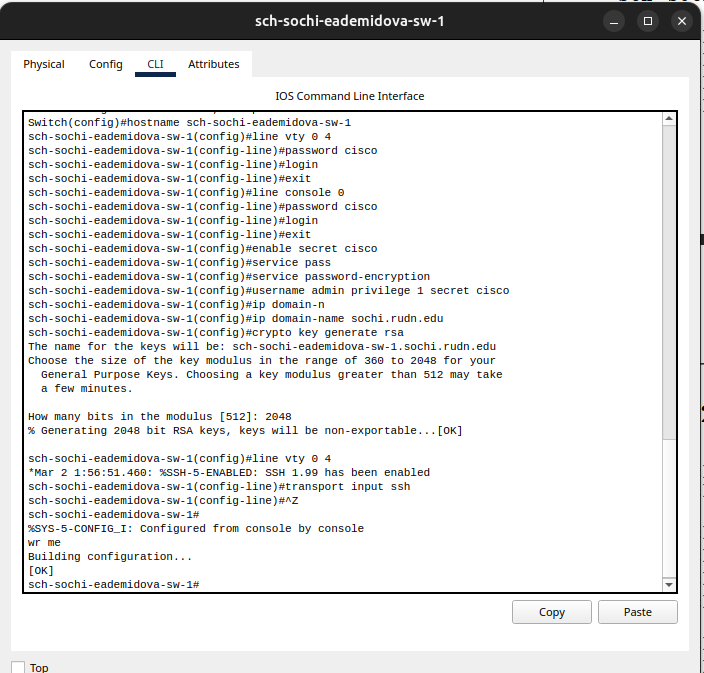 sch-sochi-eademidova-sw-1
Physical Config CLI Attributes
IOS Command Line Interface
Switch(config)#hostname sch-sochi-eademidova-sw-1
sch-sochi-eademidova-sw-1(config)#line vty 0 4
sch-sochi-eademidova-sw-1(config-line)#password cisco
sch-sochi-eademidova-sw-1(config-line)#login
sch-sochi-eademidova-sw-1(config-line)#exit
sch-sochi-eademidova-sw-1(config)#line console 0
sch-sochi-eademidova-sw-1(config-line)#password cisco
sch-sochi-eademidova-sw-1(config-line)#login
sch-sochi-eademidova-sw-1(config-line)#exit
sch-sochi-eademidova-sw-1(config)#enable secret cisco
sch-sochi-eademidova-sw-1(config)#service pass
sch-sochi-eademidova-sw-1(config)#service password-encryption
sch-sochi-eademidova-sw-1(config)#username admin privilege 1 secret cisco
sch-sochi-eademidova-sw-1(config)#ip domain-n
sch-sochi-eademidova-sw-1(config)#ip domain-name sochi.rudn.edu
sch-sochi-eademidova-sw-1(config)#crypto key generate rsa
The name for the keys will be: sch-sochi-eademidova-sw-1.sochi.rudn.edu
Choose the size of the key modulus in the range of 360 to 2048 for your
General Purpose Keys. Choosing a key modulus greater than 512 may take
a few minutes.
How many bits in the modulus [512]: 2048
% Generating 2048 bit RSA keys, keys will be non-exportable...[OK]
sch-sochi-eademidova-sw-1(config)#line vty 0 4
*Mar 2 1:56:51.460: %SSH-5-ENABLED: SSH 1.99 has been enabled
sch-sochi-eademidova-sw-1(config-line)#transport input ssh
sch-sochi-eademidova-sw-1(config-line)#^Z
sch-sochi-eademidova-sw-1#
%SYS-5-CONFIG_I: Configured from console by console
wr me
Building configuration...
[OK]
sch-sochi-eademidova-sw-1#
Copy Paste
Top